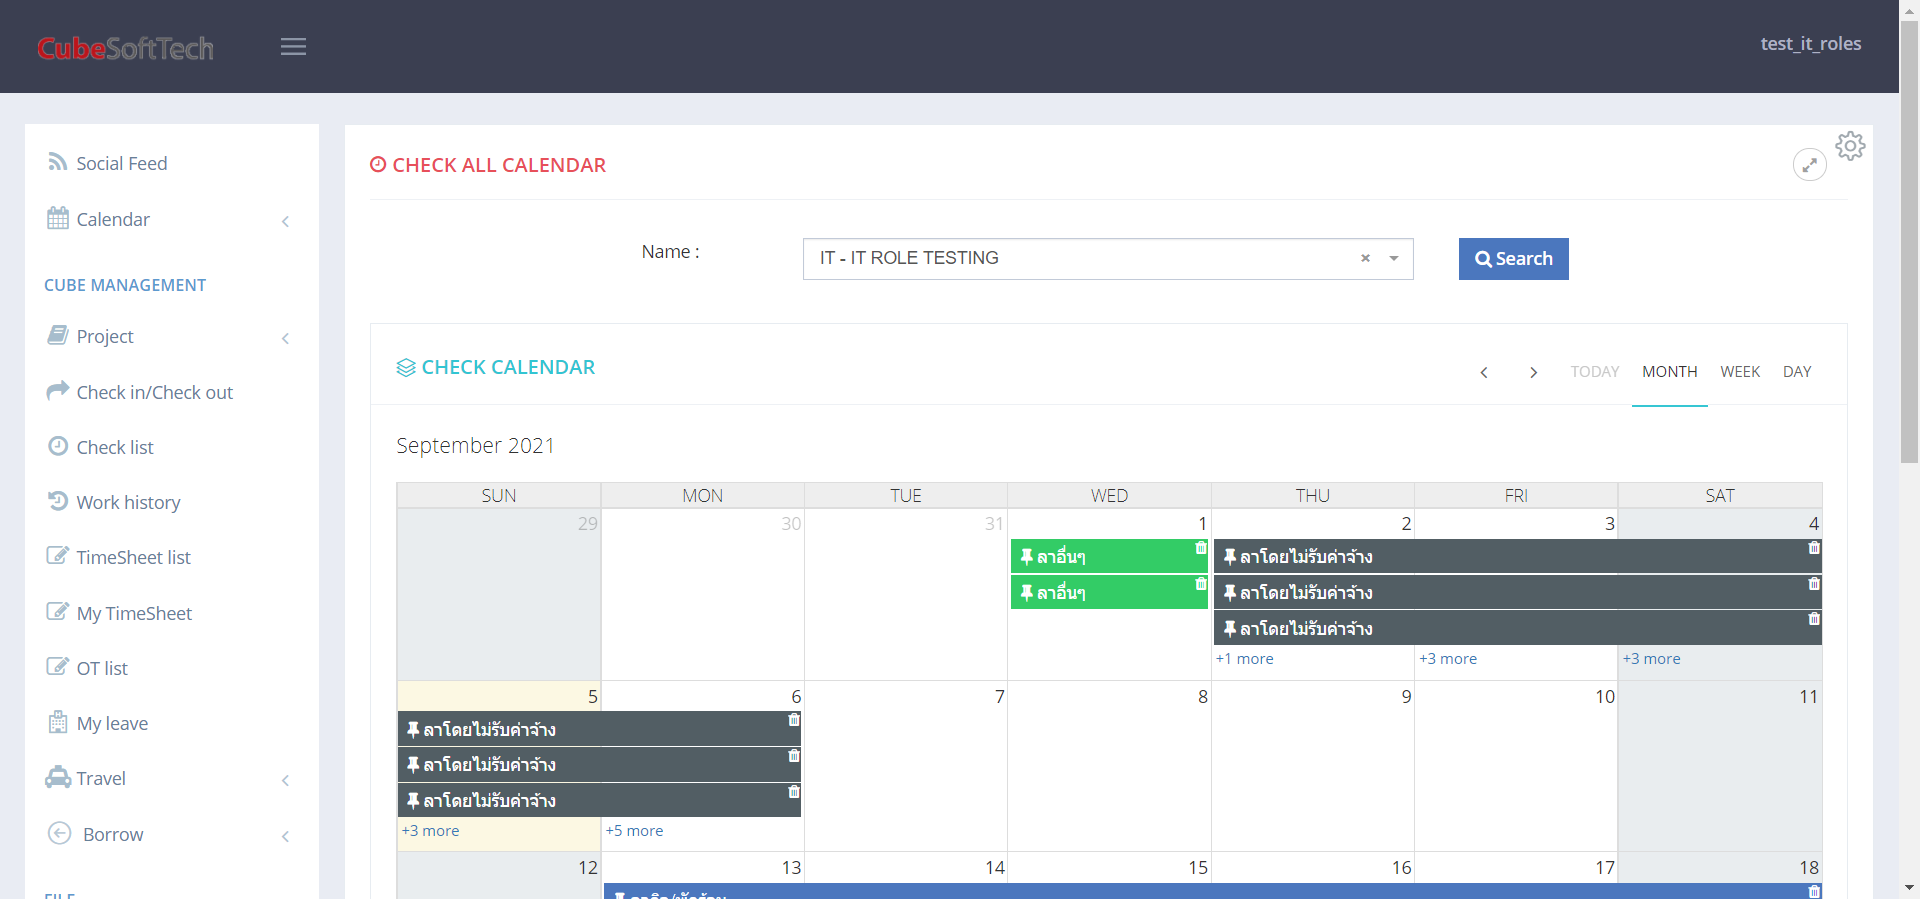 CubeSoftTech
test_it_roles
Social Feed
Calendar
CUBE MANAGEMENT
Project
Check in/Check out
Check list
Work history
TimeSheet list
My TimeSheet
OT list
My leave
Travel
Borrow
CHECK ALL CALENDAR
Name :
IT - IT ROLE TESTING
Search
CHECK CALENDAR
TODAY MONTH WEEK DAY
September 2021
SUN MON TUE WED THU FRI SAT
29 30 31 1 2 3 4
ลาอื่นๆ ลาโดยไม่รับค่าจ้าง
ลาอื่นๆ ลาโดยไม่รับค่าจ้าง
ลาโดยไม่รับค่าจ้าง
+1 more +3 more +3 more
5 6 7 8 9 10 11
ลาโดยไม่รับค่าจ้าง
ลาโดยไม่รับค่าจ้าง
ลาโดยไม่รับค่าจ้าง
+3 more +5 more
12 13 14 15 16 17 18